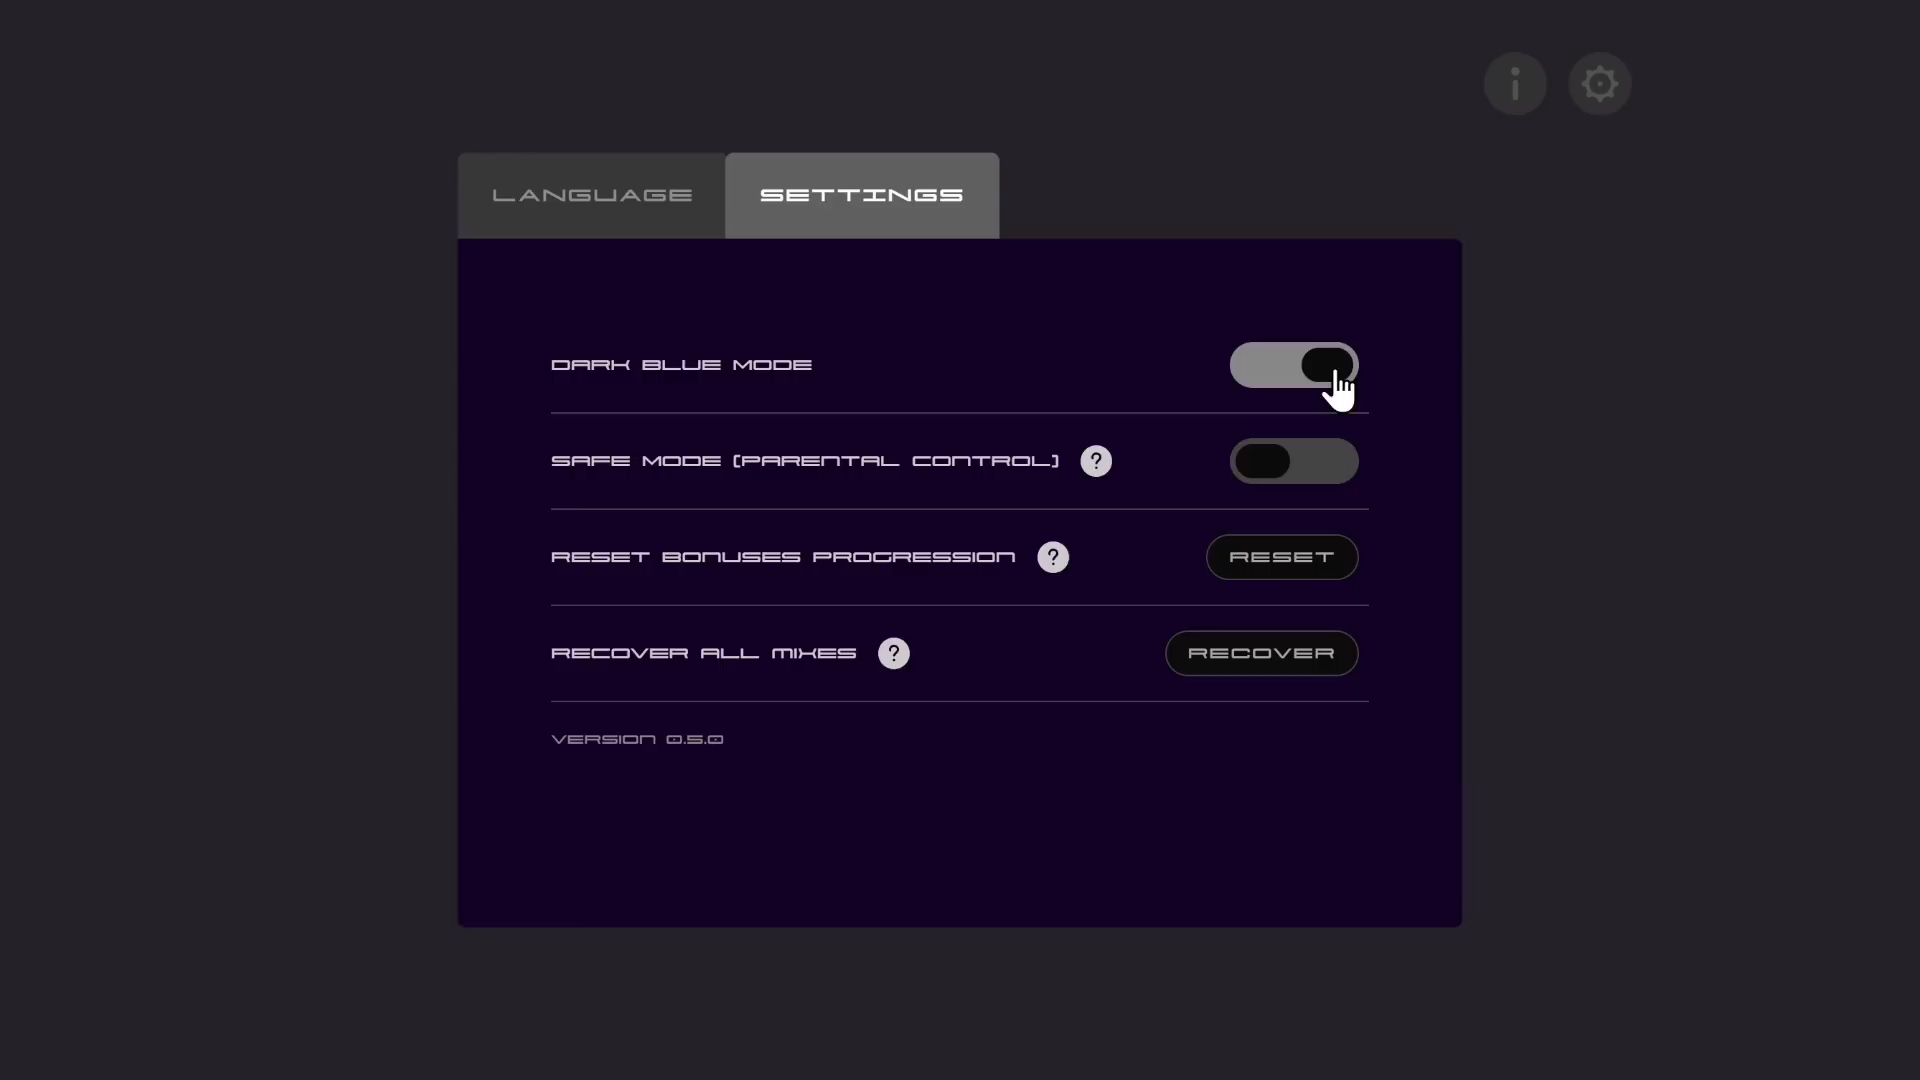 LANGUAGE
SETTINGS
DARK BLUE MODE
SAFE MODE (PARENTAL CONTROL) ?
RESET BONUSES PROGRESSION ?
RESET
RECOVER ALL MIXES ?
RECOVER
VERSION 0.5.0